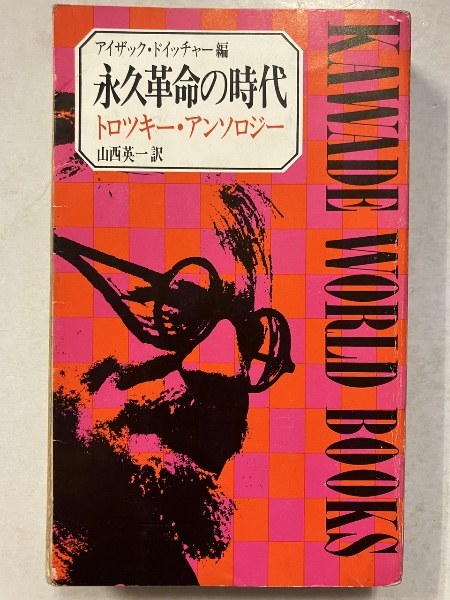 アイザック・ドイッチャー編
永久革命の時代
トロツキー・アンソロジー
山西英一訳
KAWADE WORLD BOOKS